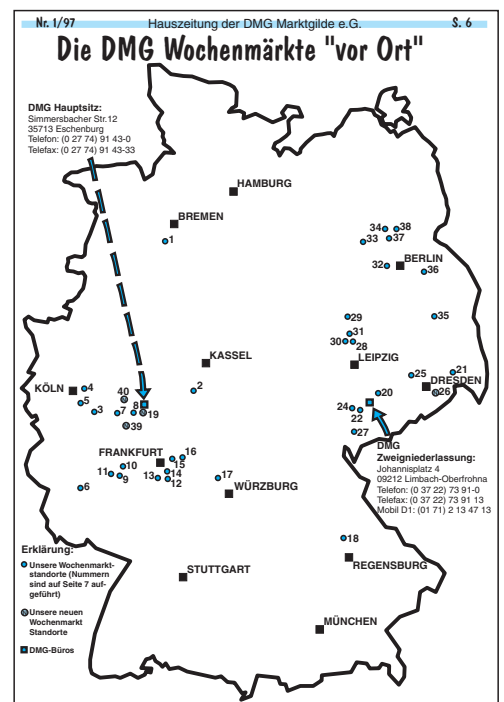 Nr. 1/97 Hauszeitung der DMG Marktgilde e.G. S. 6
Die DMG Wochenmärkte "vor Ort"
DMG Hauptsitz:
Simmersbacher Str.12
35713 Eschenburg
Telefon: (0 27 74) 91 43-0
Telefax: (0 27 74) 91 43-33
HAMBURG
BREMEN
1
34 38
33 37
BERLIN
32
36
29
35
31
30 28
LEIPZIG
KASSEL
2
KÖLN
4
5
3
40
7
8
19
39
25
21
DRESDEN
26
20
24
22
27
FRANKFURT
16
15
14
13
12
10
11
9
6
17
WÜRZBURG
DMG
Zweigniederlassung:
Johannisplatz 4
09212 Limbach-Oberfrohna
Telefon: (0 37 22) 73 91-0
Telefax: (0 37 22) 73 91 13
Mobil D1: (01 71) 2 13 47 13
18
REGENSBURG
STUTTGART
MÜNCHEN
Erklärung:
Unsere Wochenmarkt-
standorte (Nummern
sind auf Seite 7 auf-
geführt)
Unsere neuen
Wochenmarkt
Standorte
DMG-Büros